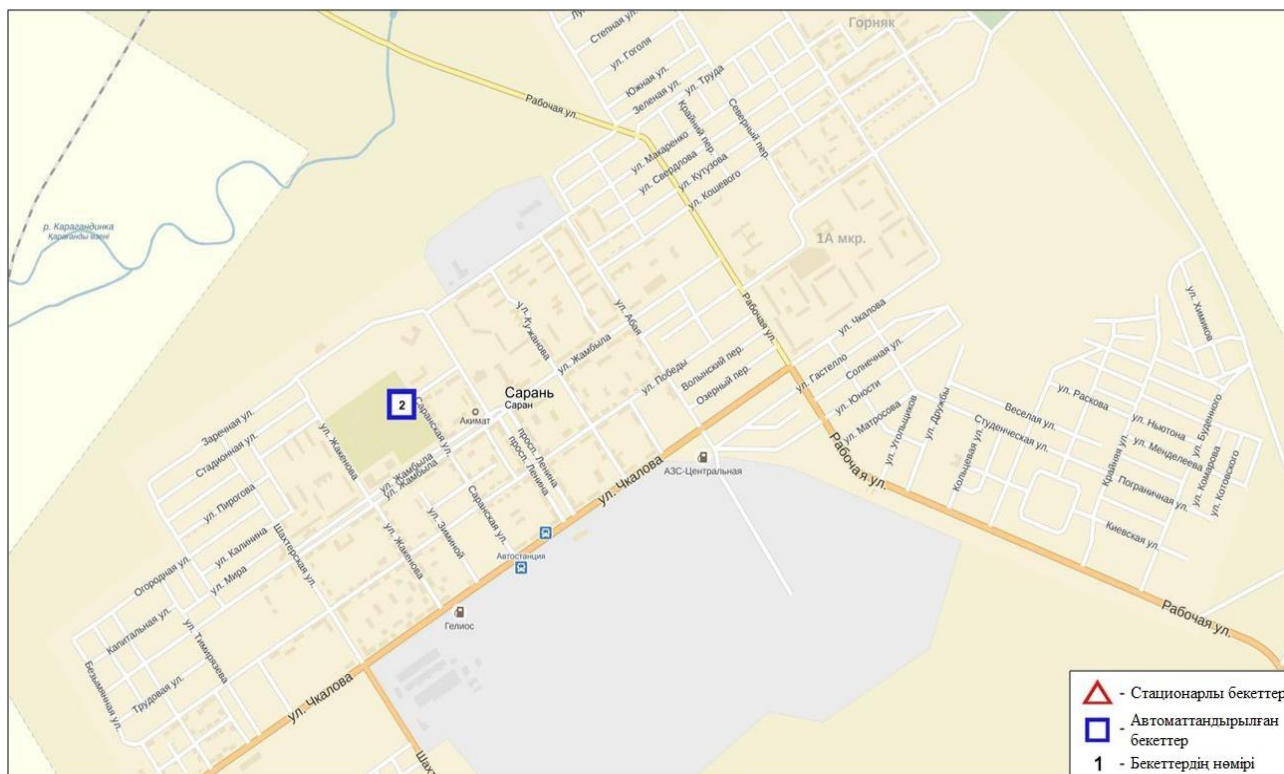 Горняк
Степная ул.
ул. Гоголя
Южная ул.
Зеленая ул.
ул. Труда
Рабочая ул.
Крайний пер.
Северный пер.
ул. Макаренко
ул. Свердлова
ул. Кутузова
ул. Кошевого
р. Карагандинка
Қарағанды өзені
1А мкр.
ул. Химиков
ул. Кужанова
ул. Абая
Рабочая ул.
ул. Чкалова
ул. Жамбыла
Солнечная ул.
ул. Гастелло
Волынский пер.
ул. Победы
Озерный пер.
ул. Юности
Сарань
Саран
2
Акимат
Саранская ул.
ул. Матросова
ул. Угольщиков
ул. Дружбы
Веселая ул.
ул. Раскова
ул. Ньютона
ул. Буденного
Заречная ул.
Стадионная ул.
ул. Жакенова
просп. Ленина
просп. Ленина
Студенческая ул.
Кольцевая ул.
Крайная ул.
ул. Менделеева
ул. Комарова
ул. Котовского
Рабочая ул.
АЗС-Центральная
ул. Жамбыла
ул. Жамбыла
ул. Чкалова
ул. Пирогова
Саранская ул.
ул. Зиминой
Пограничная ул.
Киевская ул.
Шахтерская ул.
ул. Калинина
ул. Мира
ул. Жакенова
Автостанция
Огородная ул.
Гелиос
Рабочая ул.
Капитальная ул.
ул. Тимирязева
Безымянная ул.
Трудовая ул.
ул. Чкалова
Шах
- Стационарлы бекеттер
- Автоматтандырылған
бекеттер
1 - Бекеттердің нөмірі